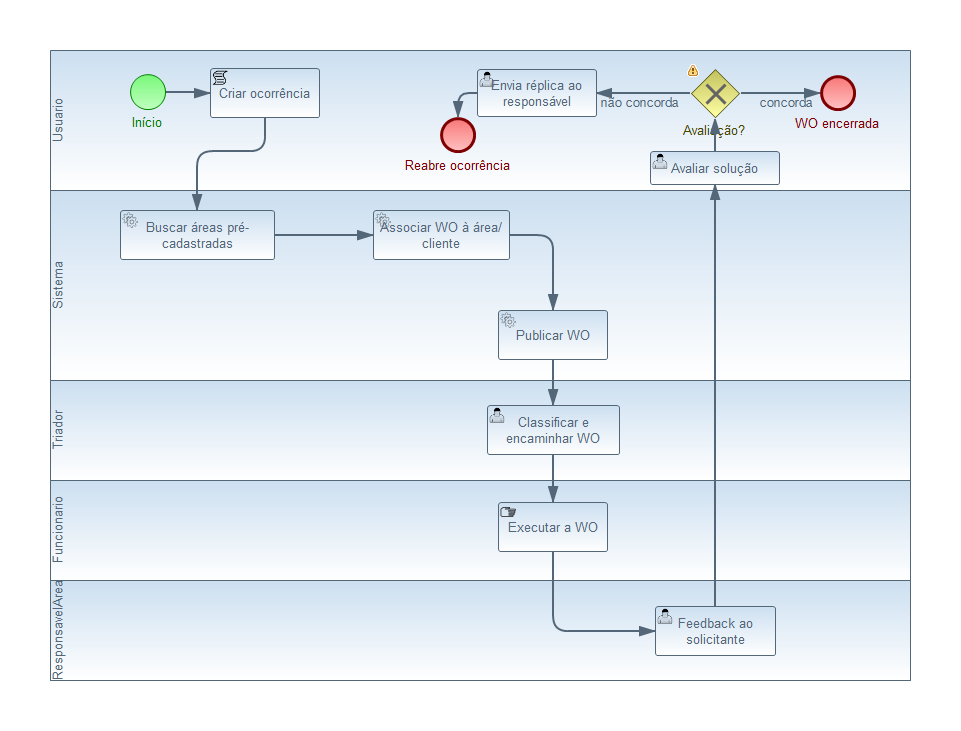 Usuario
Início
Criar ocorrência
Envia réplica ao
responsável
Reabre ocorrência
não concorda
Avaliação?
concorda
WO encerrada
Avaliar solução
Sistema
Buscar áreas pré-
cadastradas
Associar WO à área/
cliente
Publicar WO
Triador
Classificar e
encaminhar WO
Funcionario
Executar a WO
ResponsavelArea
Feedback ao
solicitante